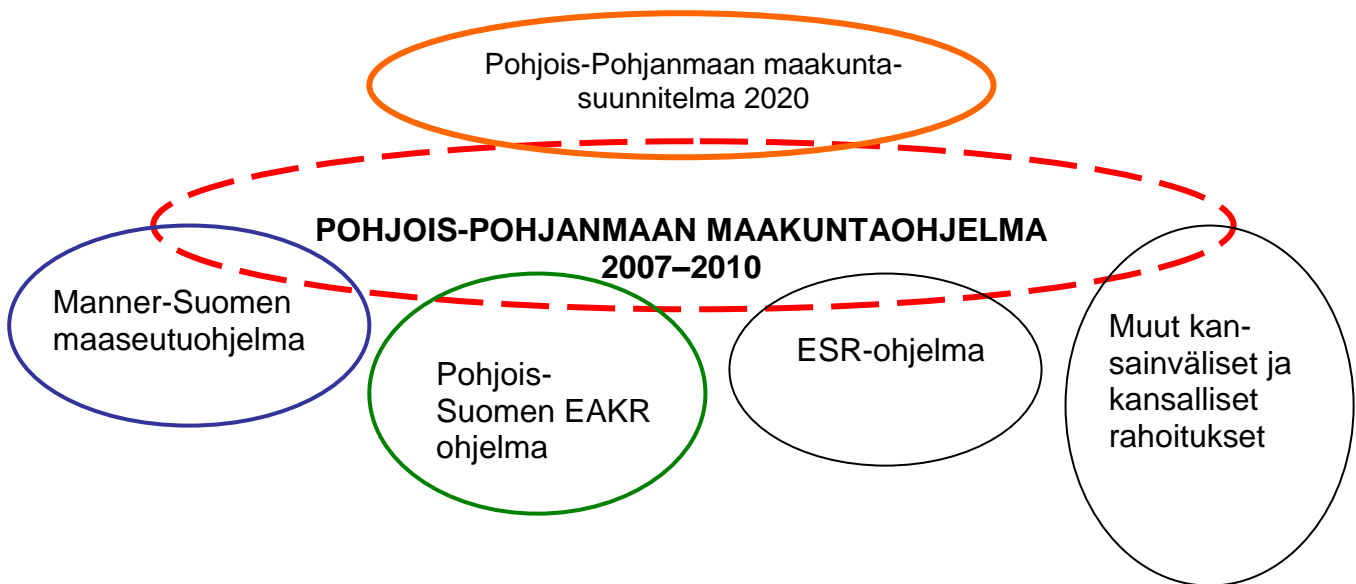 Pohjois-Pohjanmaan maakunta-
suunnitelma 2020
POHJOIS-POHJANMAAN MAAKUNTAOHJELMA
2007–2010
Manner-Suomen
maaseutuohjelma
Pohjois-
Suomen EAKR
ohjelma
ESR-ohjelma
Muut kan-
sainväliset ja
kansalliset
rahoitukset